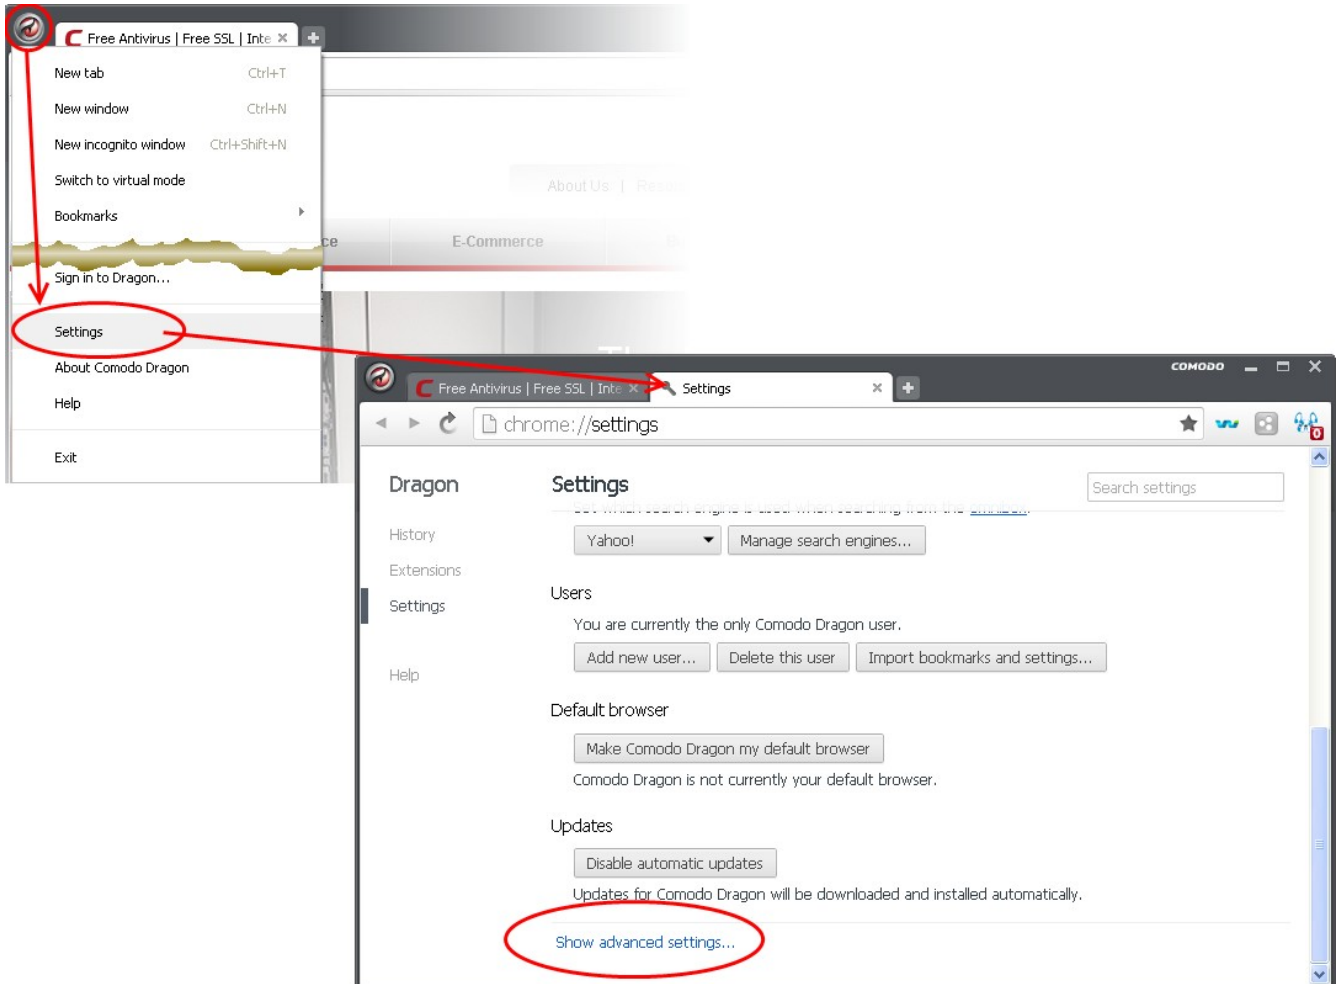 Free Antivirus | Free SSL | Inte
New tab Ctrl+T
New window Ctrl+N
New incognito window Ctrl+Shift+N
Switch to virtual mode
Bookmarks
Sign in to Dragon...
Settings
About Comodo Dragon
Help
Exit
About Us |
E-Commerce
COMODO
Free Antivirus | Free SSL | Inte
Settings
chrome://settings
Dragon
Settings
Search settings
History
Extensions
Settings
Help
Yahoo!
Manage search engines...
Users
You are currently the only Comodo Dragon user.
Add new user... Delete this user Import bookmarks and settings...
Default browser
Make Comodo Dragon my default browser
Comodo Dragon is not currently your default browser.
Updates
Disable automatic updates
Updates for Comodo Dragon will be downloaded and installed automatically.
Show advanced settings...